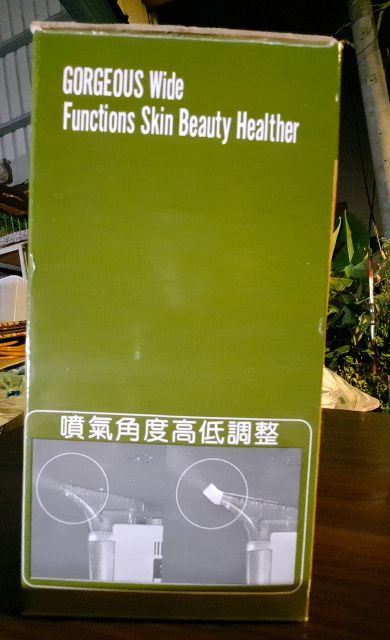 GORGEOUS Wide
Functions Skin Beauty Healther
噴氣角度高低調整